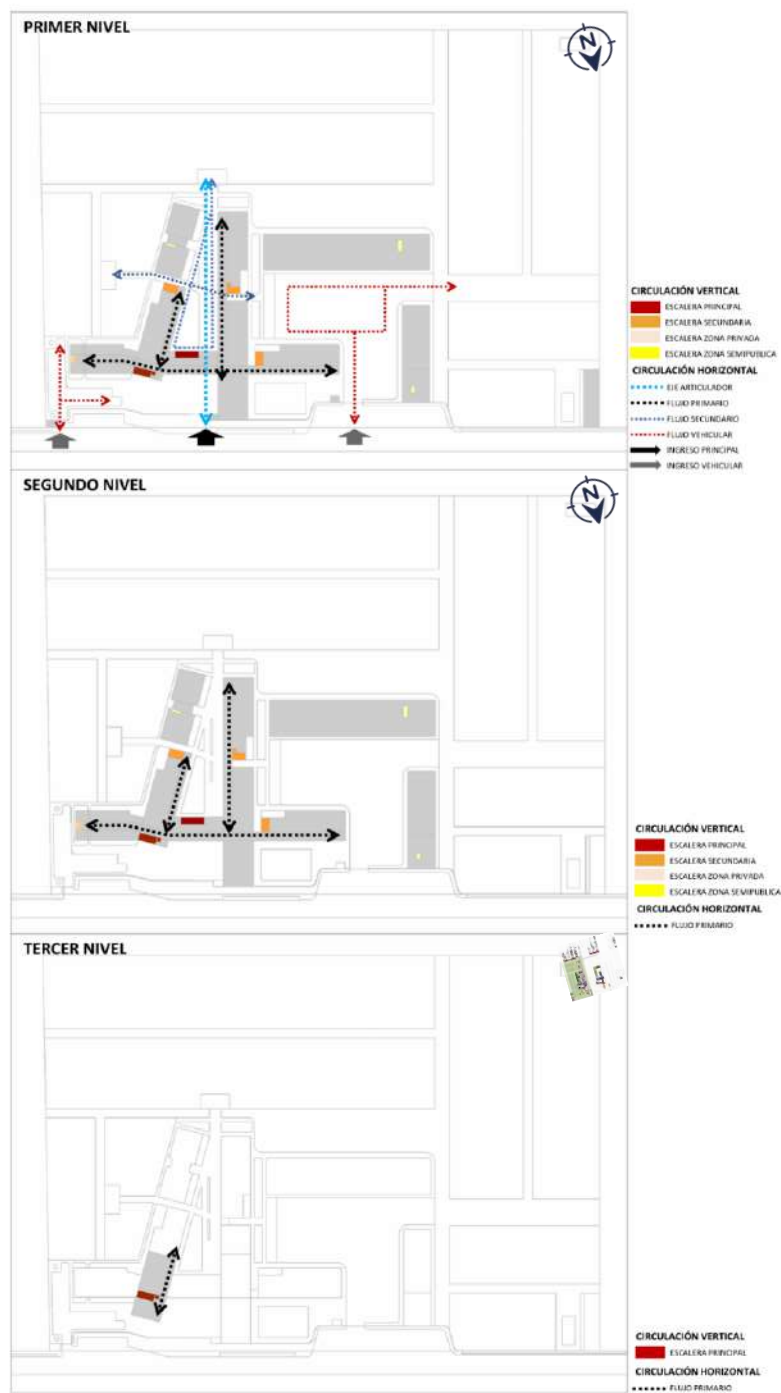 PRIMER NIVEL
N
CIRCULACIÓN VERTICAL
ESCALERA PRINCIPAL
ESCALERA SECUNDARIA
ESCALERA ZONA PRIVADA
ESCALERA ZONA SEMIPUBLICA
CIRCULACIÓN HORIZONTAL
EJE ARTICULADOR
FLUJO PRIMARIO
FLUJO SECUNDARIO
FLUJO VEHICULAR
INGRESO PRINCIPAL
INGRESO VEHICULAR
SEGUNDO NIVEL
N
CIRCULACIÓN VERTICAL
ESCALERA PRINCIPAL
ESCALERA SECUNDARIA
ESCALERA ZONA PRIVADA
ESCALERA ZONA SEMIPUBLICA
CIRCULACIÓN HORIZONTAL
FLUJO PRIMARIO
TERCER NIVEL
CIRCULACIÓN VERTICAL
ESCALERA PRINCIPAL
CIRCULACIÓN HORIZONTAL
FLUJO PRIMARIO